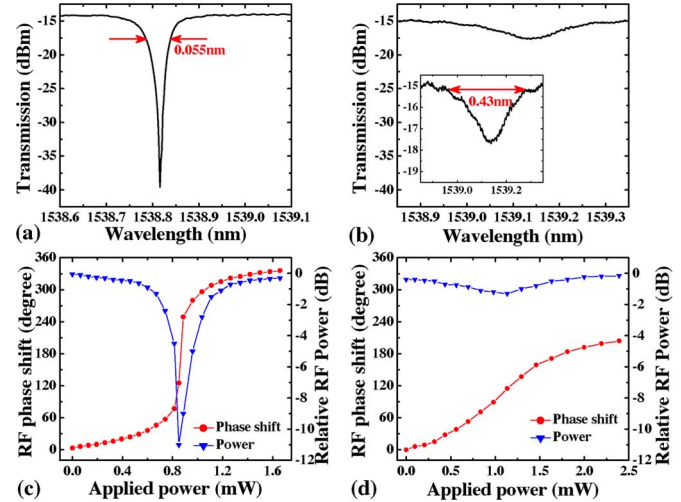 -15
-20
-25
-30
-35
-40
Transmission (dBm)
0.055nm
1538.6 1538.7 1538.8 1538.9 1539.0 1539.1
Wavelength (nm)
(a)
-15
-20
-25
-30
-35
-40
Transmission (dBm)
-15
-16
-17
-18
-19
0.43nm
1539.0 1539.2
1538.9 1539.0 1539.1 1539.2 1539.3
Wavelength (nm)
(b)
360
300
240
180
120
60
0
RF phase shift (degree)
0
-2
-4
-6
-8
-10
-12
Relative RF Power (dB)
Phase shift
Power
0.0 0.4 0.8 1.2 1.6
Applied power (mW)
(c)
360
300
240
180
120
60
0
RF phase shift (degree)
0
-2
-4
-6
-8
-10
-12
Relative RF Power (dB)
Phase shift
Power
0.0 0.5 1.0 1.5 2.0 2.5
Applied power (mW)
(d)